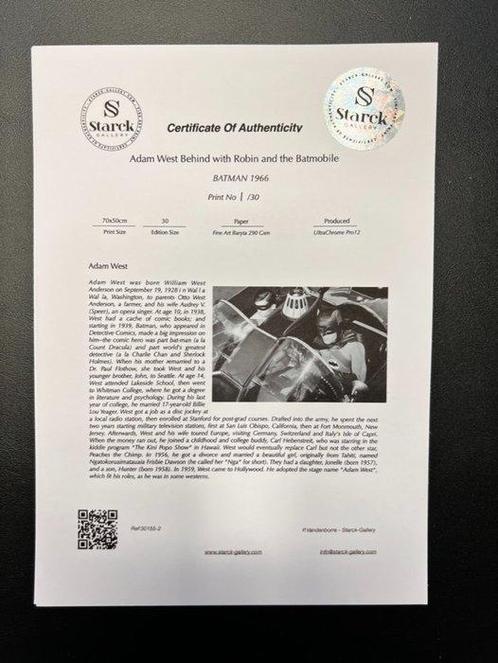 Starck
GALLERY
Starck
GALLERY
Certificate Of Authenticity
Adam West Behind with Robin and the Batmobile
BATMAN 1966
Print No | /30
70x50cm 30 Paper Produced
Print Size Edition Size Fine Art Baryta 290 Gsm UltraChrome Pro12
Adam West
Adam West was born William West
Anderson on September 19, 1928 i n Wal l a
Wal la, Washington, to parents Otto West
Anderson, a farmer, and his wife Audrey V.
(Speer), an opera singer. At age 10, in 1938,
West had a cache of comic books; and
starting in 1939, Batman, who appeared in
Detective Comics, made a big impression on
him--the comic hero was part bat-man (a la
Count Dracula) and part world's greatest
detective (a la Charlie Chan and Sherlock
Holmes). When his mother remarried to a
Dr. Paul Flothow, she took West and his
younger brother, John, to Seattle. At age 14,
West attended Lakeside School, then went
to Whitman College, where he got a degree
in literature and psychology. During his last
year of college, he married 17-year-old Billie
Lou Yeager. West got a job as a disc jockey at
a local radio station, then enrolled at Stanford for post-grad courses. Drafted into the army, he spent the next
two years starting military television stations, first at San Luis Obispo, California, then at Fort Monmouth, New
Jersey. Afterwards, West and his wife toured Europe, visiting Germany, Switzerland and Italy's Isle of Capri.
When the money ran out, he joined a childhood and college buddy, Carl Hebenstreit, who was starring in the
kiddie program "The Kini Popo Show" in Hawaii. West would eventually replace Carl but not the other star,
Peaches the Chimp. In 1956, he got a divorce and married a beautiful girl, originally from Tahiti, named
Ngatokoruaimatauaia Frisbie Dawson (he called her "Nga" for short). They had a daughter, Jonelle (born 1957),
and a son, Hunter (born 1958). In 1959, West came to Hollywood. He adopted the stage name "Adam West",
which fit his roles, as he was in some westerns.
Ref:30155-2 P.Vandenborre - Starck-Gallery
www.starck-gallery.com info@starck-gallery.com